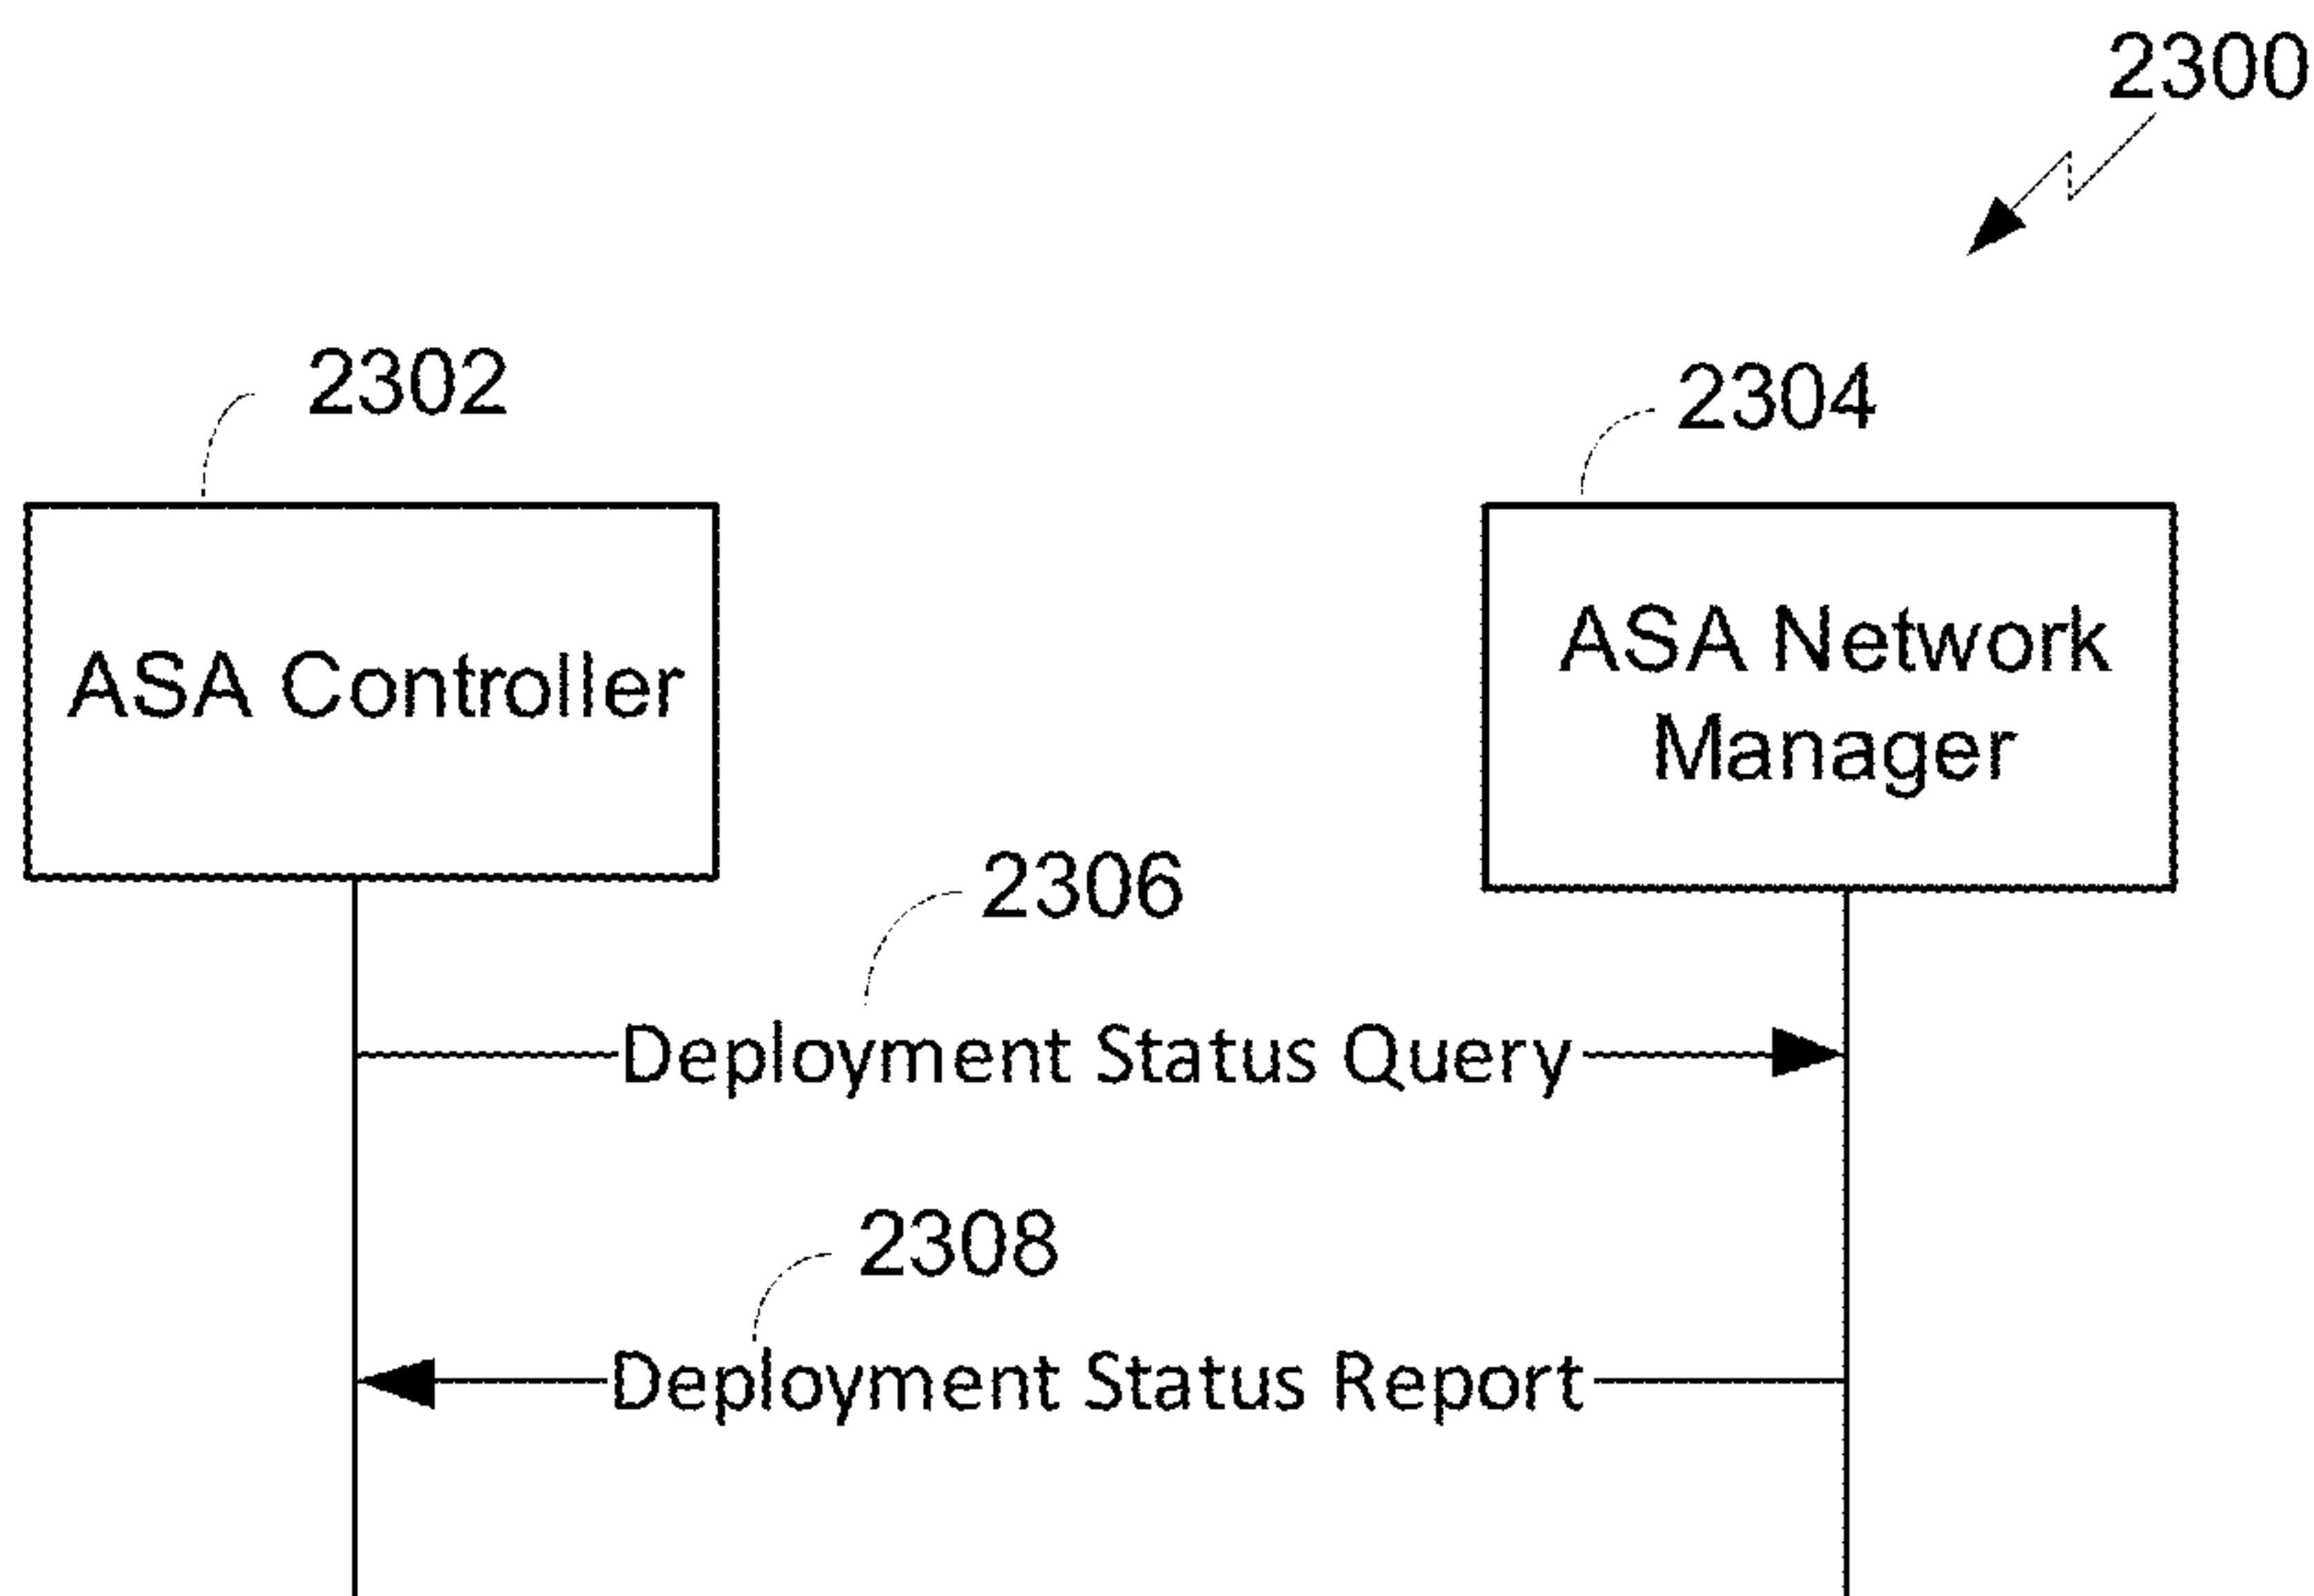 2300
2302
2304
ASA Controller
ASA Network
Manager
2306
Deployment Status Query
2308
Deployment Status Report